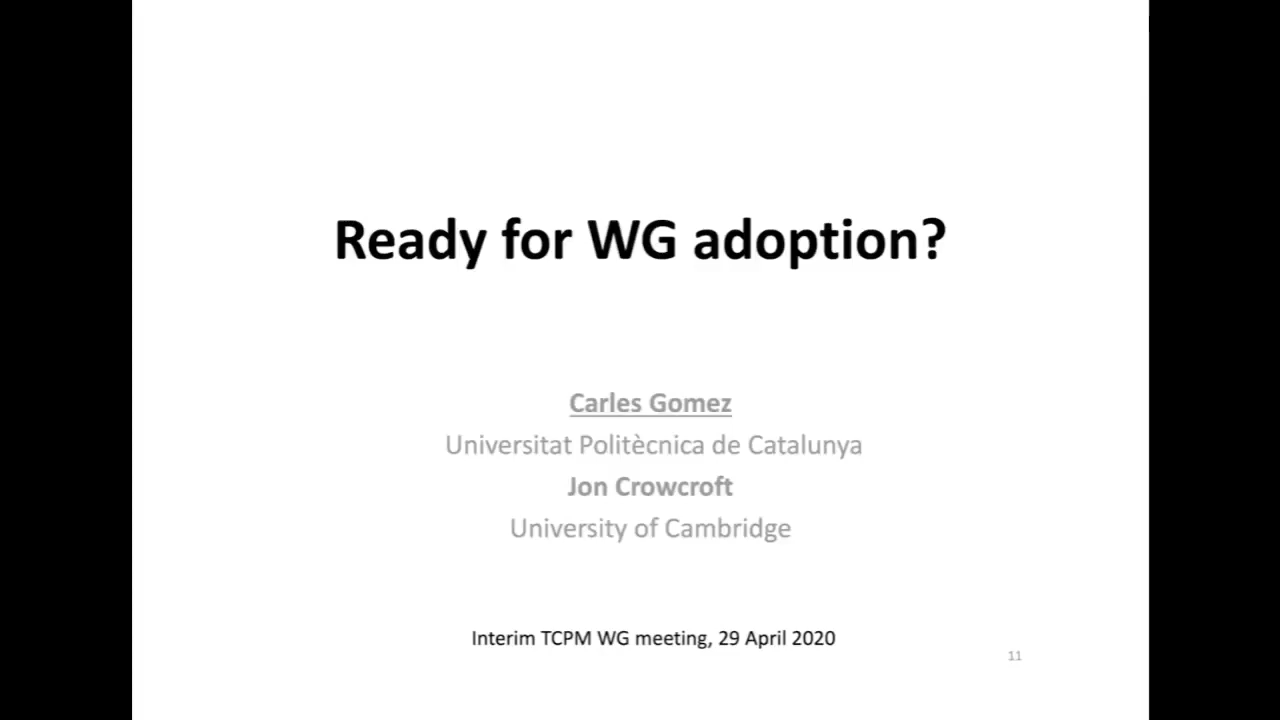 Ready for WG adoption?
Carles Gomez
Universitat Politècnica de Catalunya
Jon Crowcroft
University of Cambridge
Interim TCPM WG meeting, 29 April 2020
11